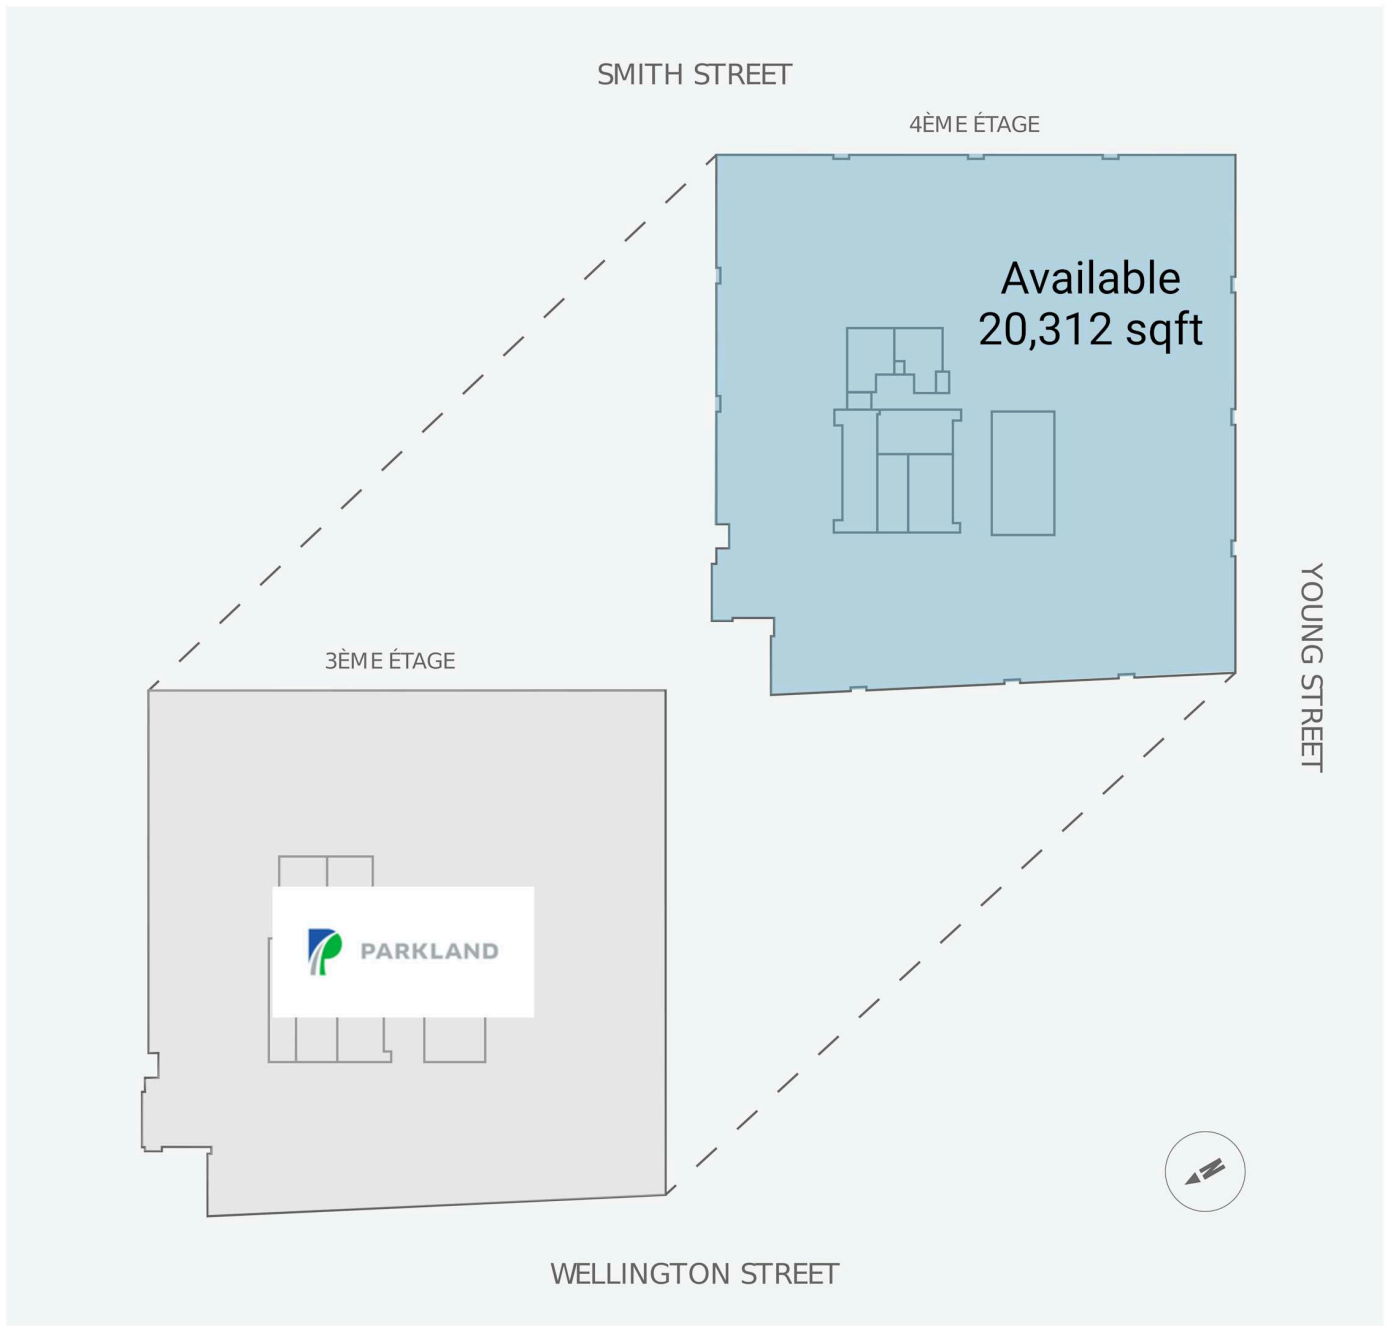 SMITH STREET
4ÈME ÉTAGE
Available
20,312 sqft
YOUNG STREET
3ÈME ÉTAGE
PARKLAND
N
WELLINGTON STREET